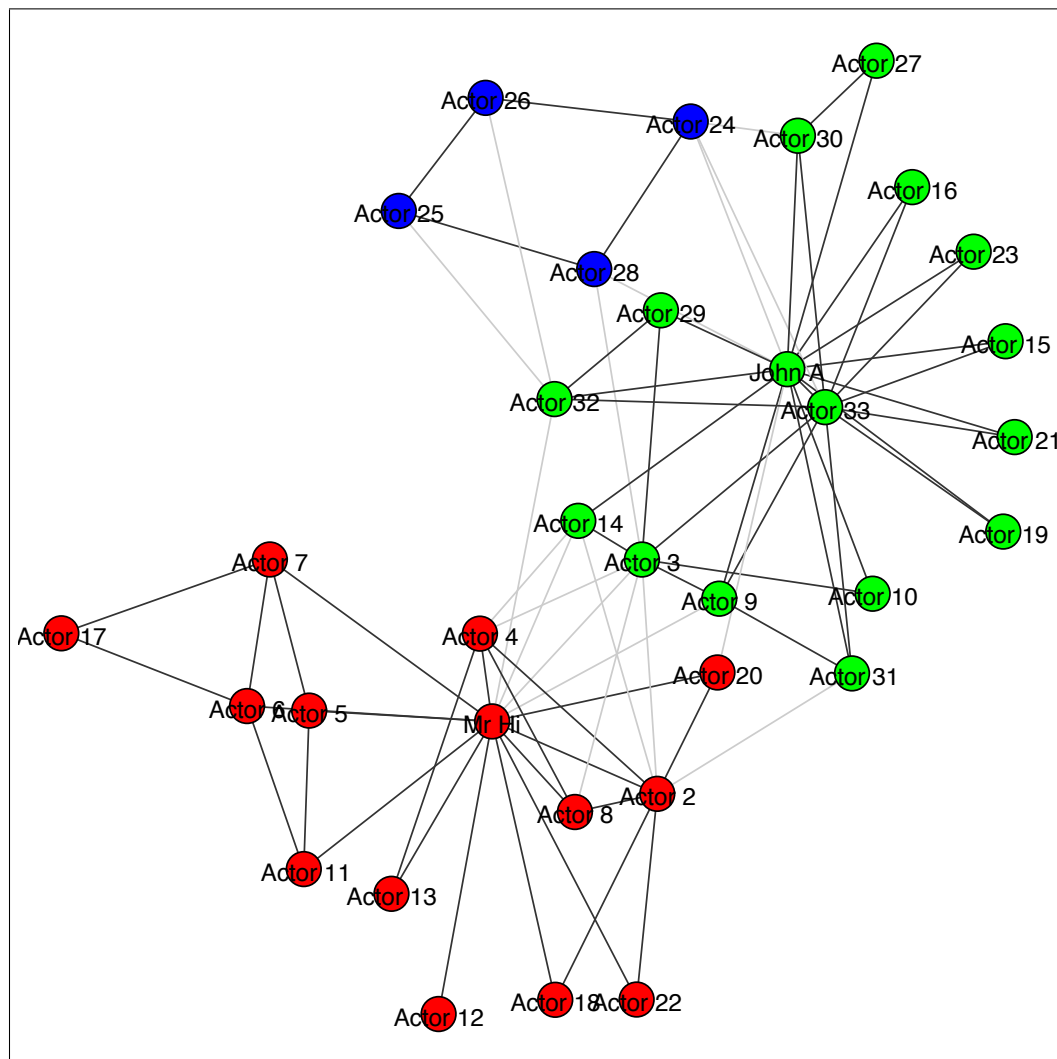 Actor 27
Actor 26
Actor 24
Actor 30
Actor 16
Actor 25
Actor 23
Actor 28
Actor 29
Actor 15
John A
Actor 32
Actor 33
Actor 21
Actor 14
Actor 19
Actor 7
Actor 3
Actor 10
Actor 9
Actor 17
Actor 4
Actor 20
Actor 31
Actor 6
Actor 5
Mr Hi
Actor 2
Actor 8
Actor 11
Actor 13
Actor 12
Actor 18
Actor 22